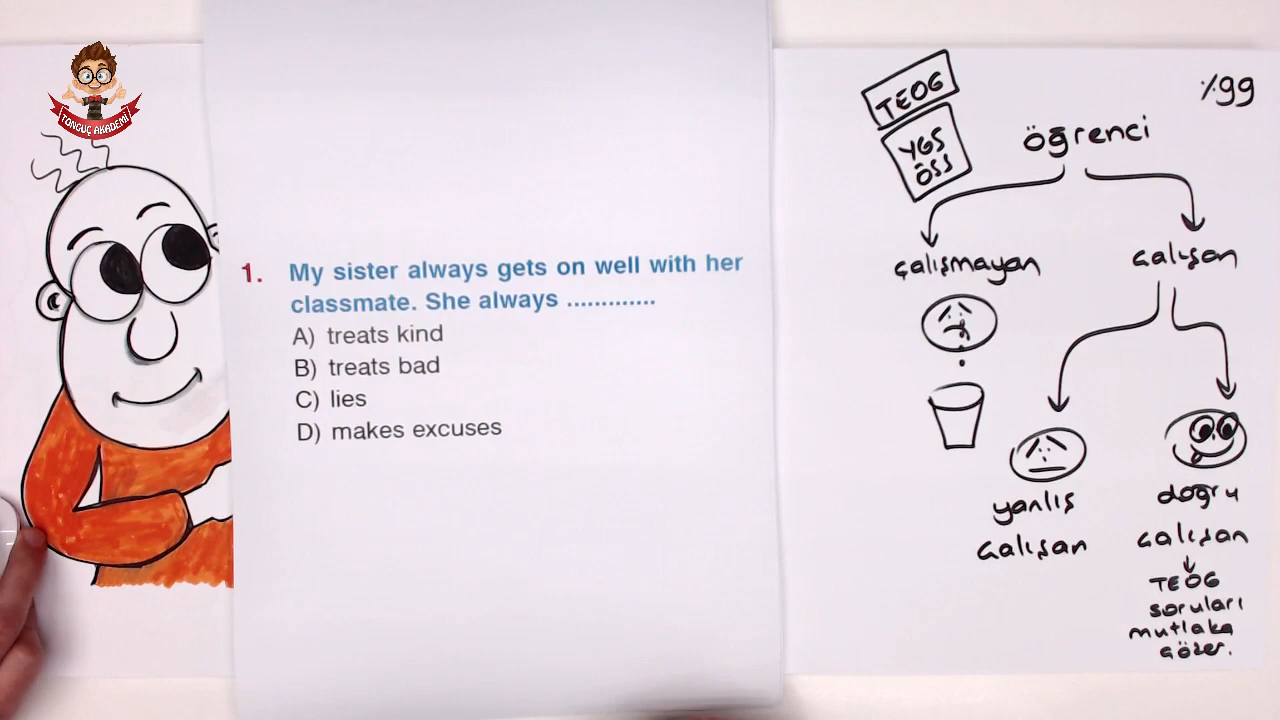 TONGUÇ AKADEMİ
1. My sister always gets on well with her
classmate. She always .............
A) treats kind
B) treats bad
C) lies
D) makes excuses
TEOG
YGS
ÖSS
%99
öğrenci
çalışmayan
çalışan
yanlış
çalışan
doğru
çalışan
TEOG
soruları
mutlaka
çözer.